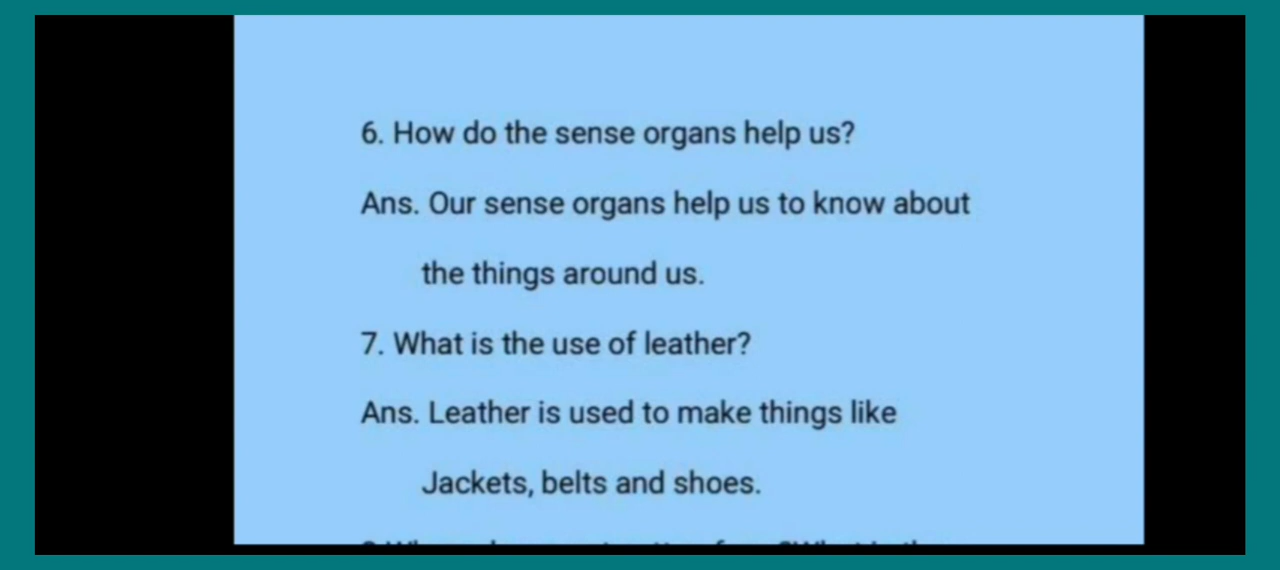 6. How do the sense organs help us?
Ans. Our sense organs help us to know about
the things around us.
7. What is the use of leather?
Ans. Leather is used to make things like
Jackets, belts and shoes.